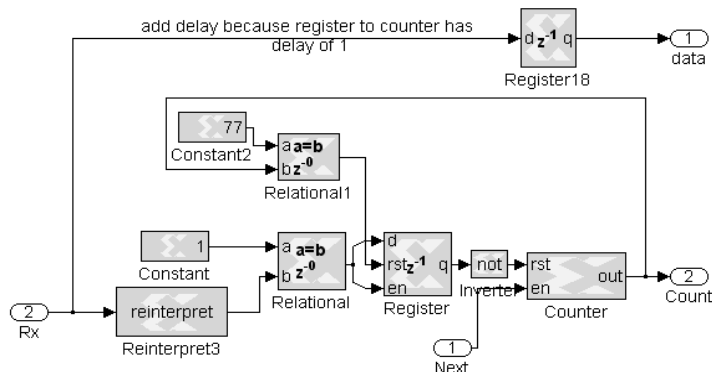 add delay because register to counter has
delay of 1
d z-1 q
Register18
1
data
77
Constant2
a a=b
b z-0
Relational1
1
Constant
a a=b
b z-0
Relational
d
rst z-1 q
en
Register
not
Inverter
rst
en
out
Counter
2
Count
2
Rx
reinterpret
Reinterpret3
1
Next